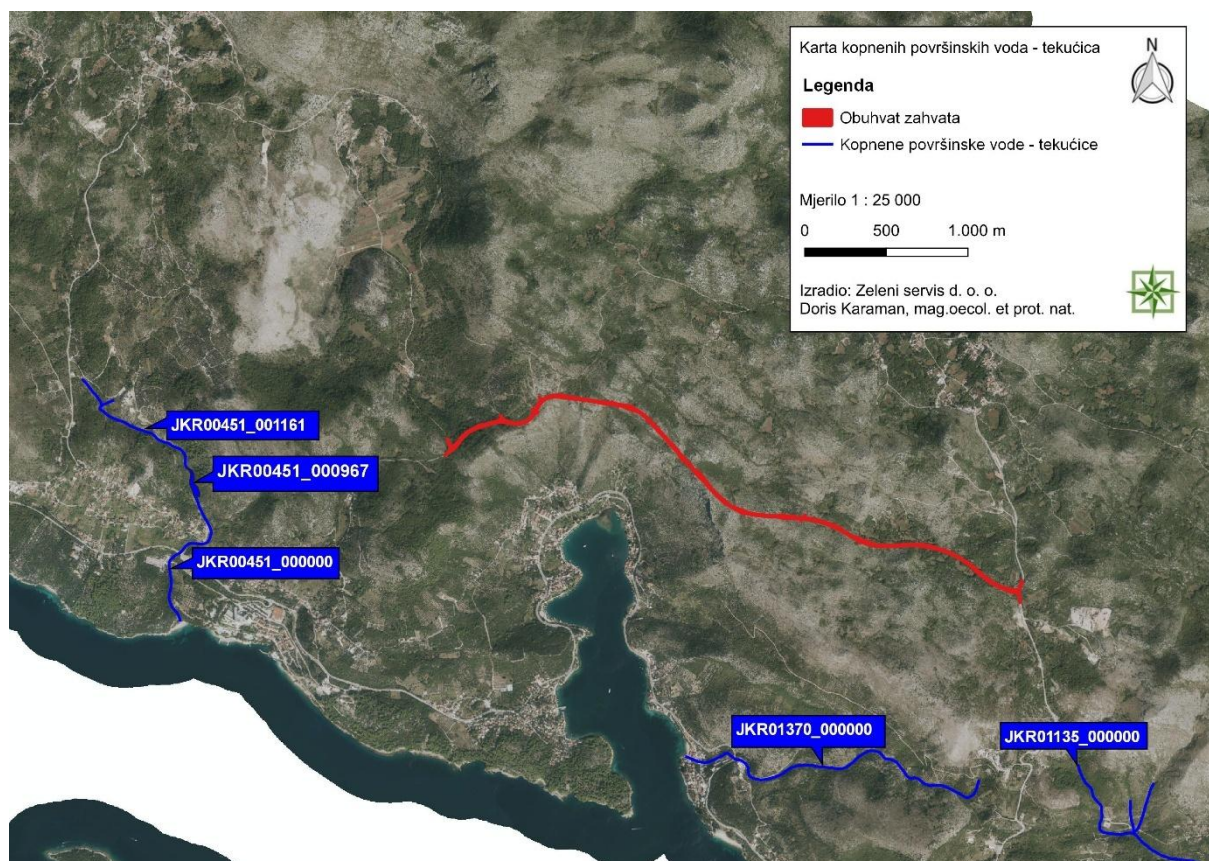 Karta kopnenih površinskih voda - tekućica
N
Legenda
Obuhvat zahvata
Kopnene površinske vode - tekućice
Mjerilo 1 : 25 000
0 500 1.000 m
Izradio: Zeleni servis d. o. o.
Doris Karaman, mag.oecol. et prot. nat.
JKR00451_001161
JKR00451_000967
JKR00451_000000
JKR01370_000000
JKR01135_000000